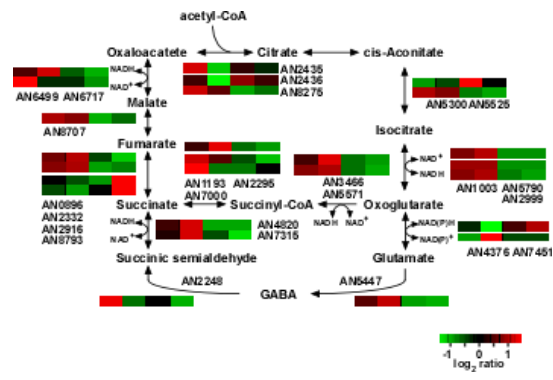 acetyl-CoA
Oxaloacetete Citrate cis-Aconitate
NADH
NAD+
AN2435
AN2436
AN8275
AN6499 AN6717
AN5300 AN5525
Malate
AN8707
Isocitrate
Fumarate
NAD+
NADH
AN1193 AN2295
AN7000
AN3466
AN5571
AN1003 AN5790
AN2999
AN0896
AN2332
AN2916
AN8793
Succinate Succinyl-CoA Oxoglutarate
NADH
NAD+
AN4820
AN7315
NADH NAD+
NAD(P)H
NAD(P)+
AN4376 AN7451
Succinic semialdehyde
Glutamate
AN2248
GABA
AN5447
-1 0 1
log2 ratio